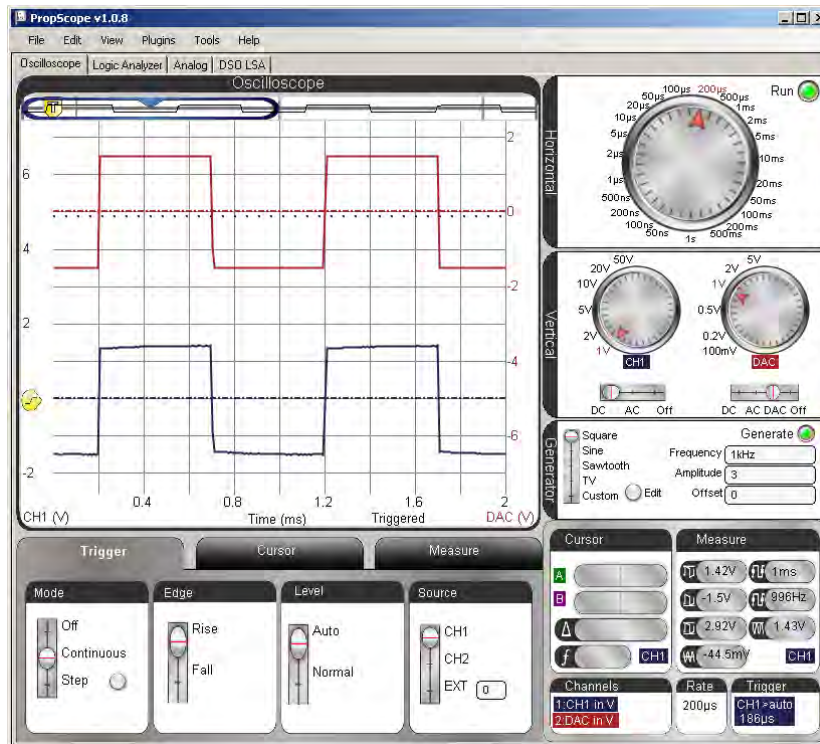 PropScope v1.0.8
File Edit View Plugins Tools Help
Oscilloscope Logic Analyzer Analog DSO LSA
Oscilloscope
T
6
4
2
-2
2
0
-2
-4
-6
0.4 0.8 1.2 1.6 2
CH1 (V) Time (ms) Triggered DAC (V)
Horizontal
Run
1s
50ns
100ns
200ns
500ns
1µs
2µs
5µs
10µs
20µs
50µs
100µs
200µs
500µs
1ms
2ms
5ms
10ms
20ms
50ms
100ms
200ms
500ms
Vertical
50V
20V
10V
5V
2V
1V
CH1
DC AC Off
5V
2V
1V
0.5V
0.2V
100mV
DAC
DC AC DAC Off
Generator
Square
Sine
Sawtooth
TV
Custom Edit
Generate
Frequency 1kHz
Amplitude 3
Offset 0
Trigger Cursor Measure
Mode
Off
Continuous
Step
Edge
Rise
Fall
Level
Auto
Normal
Source
CH1
CH2
EXT 0
Cursor
A
B
Δ
f CH1
Measure
1.42V 1ms
-1.5V 996Hz
2.92V 1.43V
-44.5mV CH1
Channels
1:CH1 in V
2:DAC in V
Rate
200µs
Trigger
CH1>auto
186µs